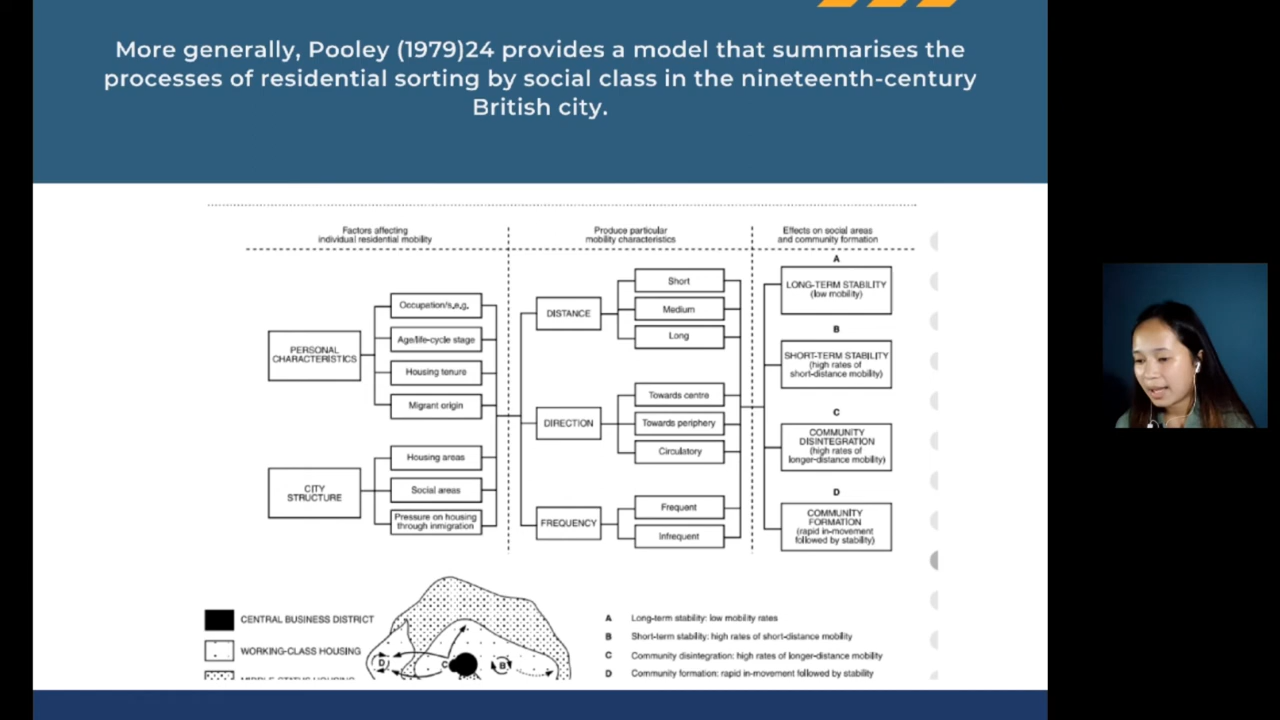 More generally, Pooley (1979)24 provides a model that summarises the
processes of residential sorting by social class in the nineteenth-century
British city.
Factors affecting
individual residential mobility
Produce particular
mobility characteristics
Effects on social areas
and community formation
PERSONAL
CHARACTERISTICS
Occupation/s.e.g.
Age/life-cycle stage
Housing tenure
Migrant origin
CITY
STRUCTURE
Housing areas
Social areas
Pressure on housing
through inmigration
DISTANCE
Short
Medium
Long
DIRECTION
Towards centre
Towards periphery
Circulatory
FREQUENCY
Frequent
Infrequent
A
LONG-TERM STABILITY
(low mobility)
B
SHORT-TERM STABILITY
(high rates of
short-distance mobility)
C
COMMUNITY
DISINTEGRATION
(high rates of
longer-distance mobility)
D
COMMUNITY
FORMATION
(rapid in-movement
followed by stability)
CENTRAL BUSINESS DISTRICT
WORKING-CLASS HOUSING
MIDDLE-STATUS HOUSING
D
C
B
A Long-term stability: low mobility rates
B Short-term stability: high rates of short-distance mobility
C Community disintegration: high rates of longer-distance mobility
D Community formation: rapid in-movement followed by stability